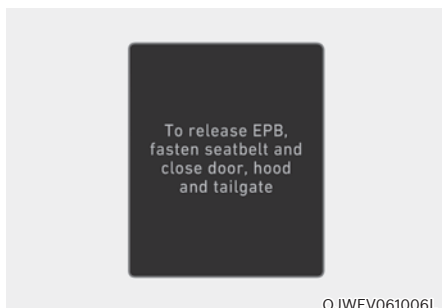 To release EPB,
fasten seatbelt and
close door, hood
and tailgate
OJWEV061006L